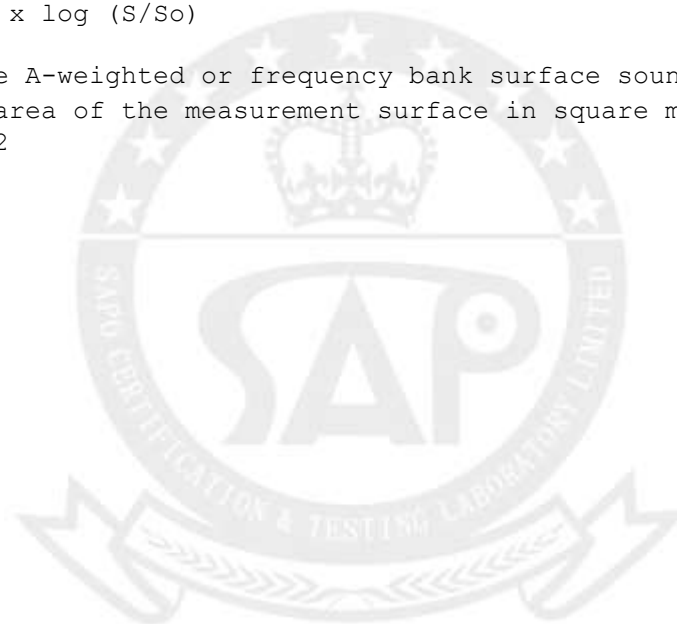 x log (S/So)
e A-weighted or frequency bank surface soun
area of the measurement surface in square m
2
SAP
SAPO CERTIFICATION & TESTING LABORATORY LIMITED